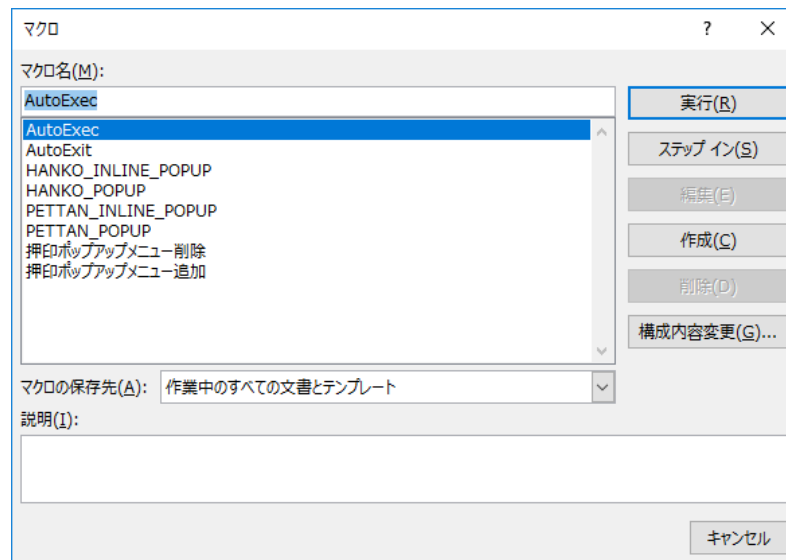 マクロ
?
マクロ名(M):
AutoExec
実行(R)
AutoExec
AutoExit
HANKO_INLINE_POPUP
HANKO_POPUP
PETTAN_INLINE_POPUP
PETTAN_POPUP
押印ポップアップメニュー削除
押印ポップアップメニュー追加
ステップ イン(S)
編集(E)
作成(C)
削除(D)
構成内容変更(G)...
マクロの保存先(A):
作業中のすべての文書とテンプレート
説明(I):
キャンセル